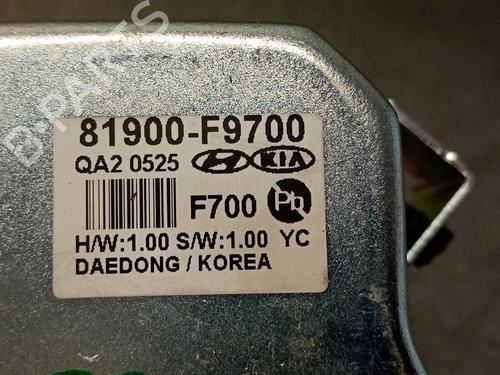 B-PARTS
81900-F9700
QA2 0525 KIA
F700 Pb
H/W:1.00 S/W:1.00 YC
DAEDONG / KOREA